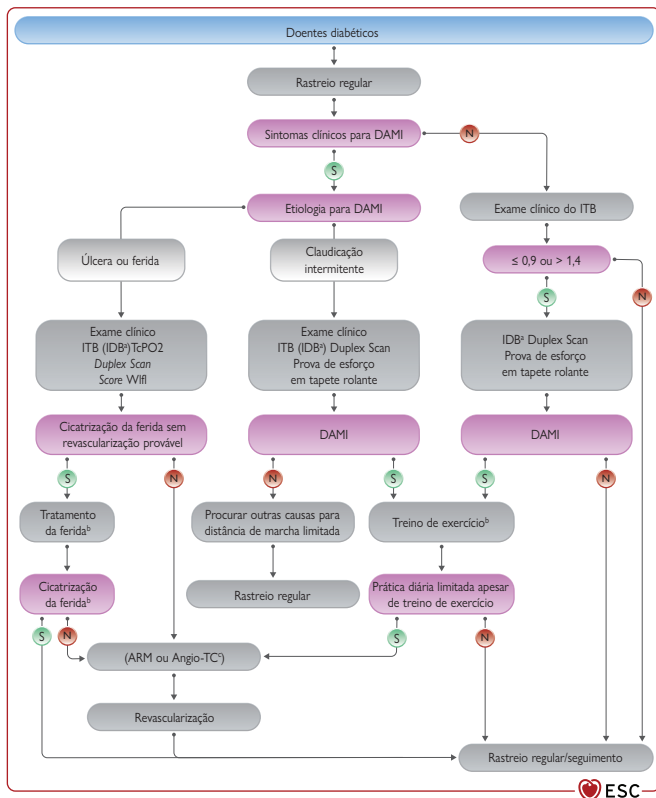 Doentes diabéticos
Rastreio regular
Sintomas clínicos para DAMI
N
S
Etiologia para DAMI
Exame clínico do ITB
Úlcera ou ferida
Claudicação
intermitente
≤ 0,9 ou > 1,4
S
N
Exame clínico
ITB (IDBª)TcPO2
Duplex Scan
Score WIfI
Exame clínico
ITB (IDBª) Duplex Scan
Prova de esforço
em tapete rolante
IDBª Duplex Scan
Prova de esforço
em tapete rolante
Cicatrização da ferida sem
revascularização provável
DAMI
DAMI
S
N
N
S
S
N
Tratamento
da feridaᵇ
Procurar outras causas para
distância de marcha limitada
Treino de exercícioᵇ
Cicatrização
da feridaᵇ
Rastreio regular
Prática diária limitada apesar
de treino de exercício
S
N
S
N
(ARM ou Angio-TCᶜ)
Revascularização
Rastreio regular/seguimento
ESC